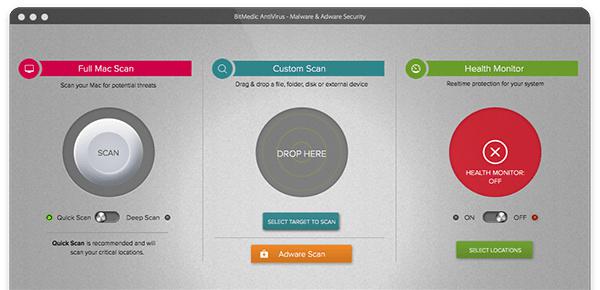 BitMedic AntiVirus - Malware & Adware Security
Full Mac Scan
Scan your Mac for potential threats
SCAN
Quick Scan
Deep Scan
Quick Scan is recommended and will
scan your critical locations.
Custom Scan
Drag & drop a file, folder, disk or external device
DROP HERE
SELECT TARGET TO SCAN
Adware Scan
Health Monitor
Realtime protection for your system
HEALTH MONITOR:
OFF
ON
OFF
SELECT LOCATIONS